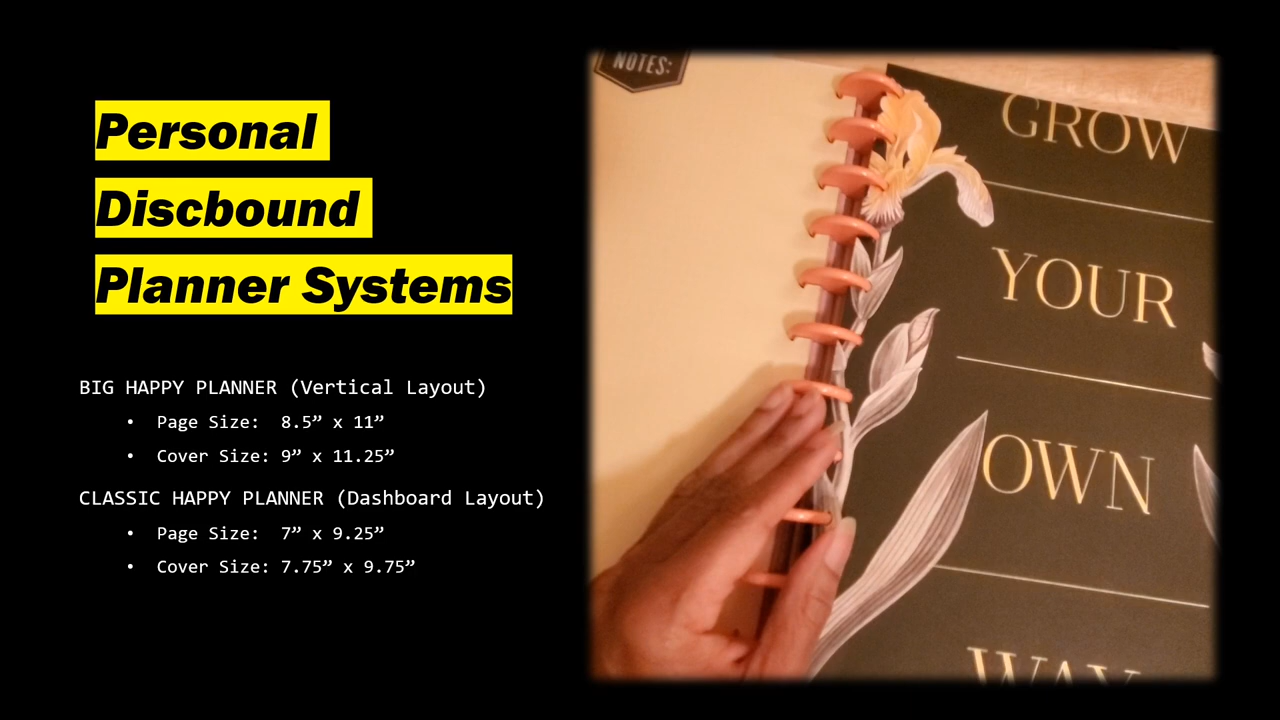 Personal
Discbound
Planner Systems
BIG HAPPY PLANNER (Vertical Layout)
• Page Size: 8.5” x 11”
• Cover Size: 9” x 11.25”
CLASSIC HAPPY PLANNER (Dashboard Layout)
• Page Size: 7” x 9.25”
• Cover Size: 7.75” x 9.75”
NOTES:
GROW
YOUR
OWN
WAY